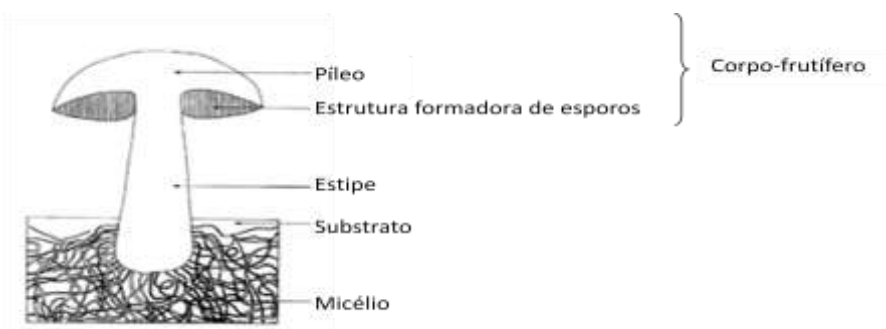 Píleo
Corpo-frutífero
Estrutura formadora de esporos
Estipe
Substrato
Micélio